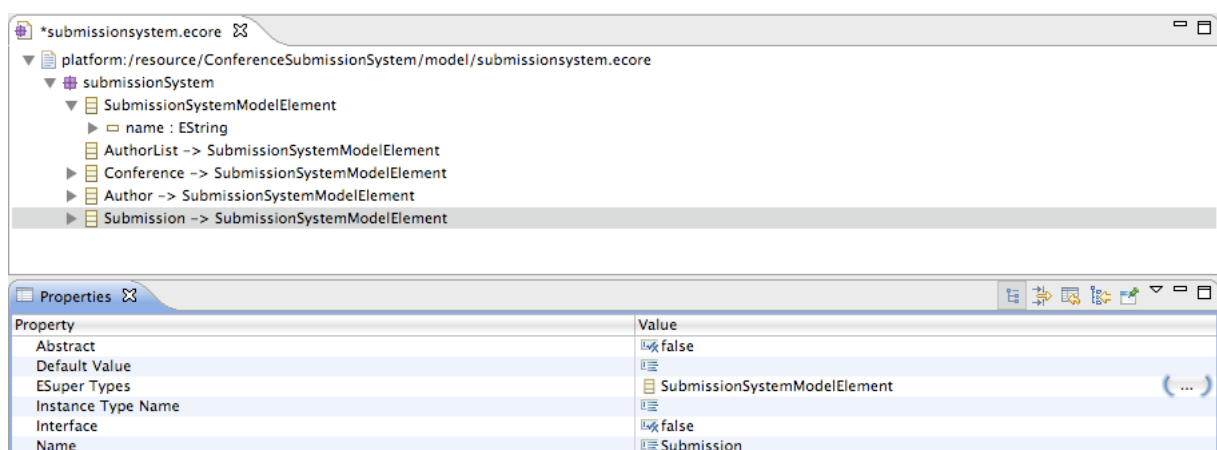 *submissionsystem.ecore
platform:/resource/ConferenceSubmissionSystem/model/submissionsystem.ecore
submissionSystem
SubmissionSystemModelElement
name : EString
AuthorList -> SubmissionSystemModelElement
Conference -> SubmissionSystemModelElement
Author -> SubmissionSystemModelElement
Submission -> SubmissionSystemModelElement
Properties
Property Value
Abstract false
Default Value
ESuper Types SubmissionSystemModelElement ...
Instance Type Name
Interface false
Name Submission